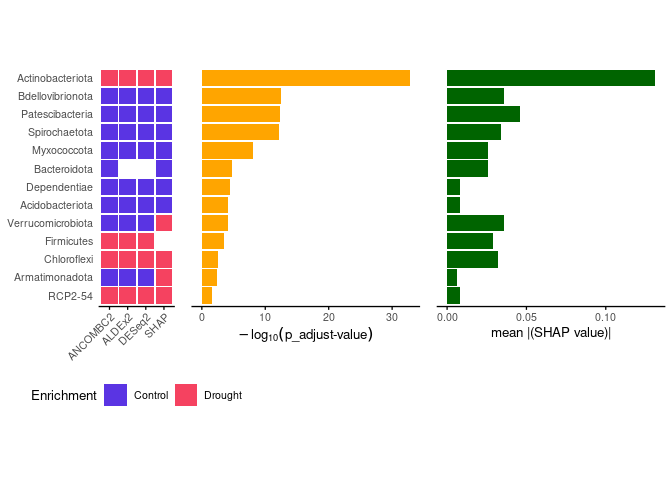 Actinobacteriota
Bdellovibrionota
Patescibacteria
Spirochaetota
Myxococcota
Bacteroidota
Dependentiae
Acidobacteriota
Verrucomicrobiota
Firmicutes
Chloroflexi
Armatimonadota
RCP2-54
ANCOMBC2
ALDEx2
DESeq2
SHAP
0 10 20 30
−log10(p_adjust-value)
0.00 0.05 0.10
mean |(SHAP value)|
Enrichment Control Drought